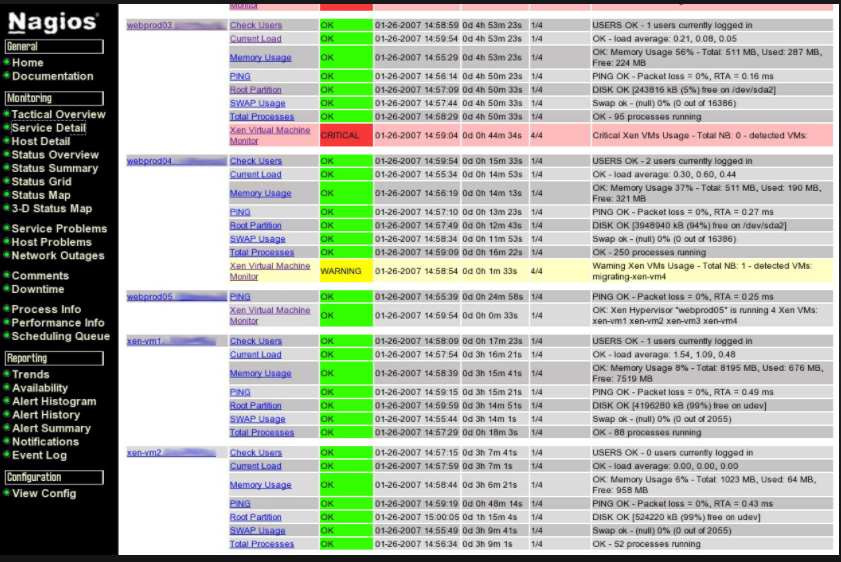 Nagios
General
Home
Documentation
Monitoring
Tactical Overview
Service Detail
Host Detail
Status Overview
Status Summary
Status Grid
Status Map
3-D Status Map
Service Problems
Host Problems
Network Outages
Comments
Downtime
Process Info
Performance Info
Scheduling Queue
Reporting
Trends
Availability
Alert Histogram
Alert History
Alert Summary
Notifications
Event Log
Configuration
View Config
Monitor
webprod03 Check Users OK 01-26-2007 14:58:59 0d 4h 53m 23s 1/4 USERS OK - 1 users currently logged in
Current Load OK 01-26-2007 14:59:34 0d 4h 53m 23s 1/4 OK - load average: 0.21, 0.08, 0.05
Memory Usage OK 01-26-2007 14:55:29 0d 4h 50m 33s 1/4 OK: Memory Usage 56% - Total: 511 MB, Used: 287 MB,
Free: 224 MB
PING OK 01-26-2007 14:56:14 0d 4h 50m 23s 1/4 PING OK - Packet loss = 0%, RTA = 0.16 ms
Root Partition OK 01-26-2007 14:57:09 0d 4h 50m 33s 1/4 DISK OK [243816 kB (5%) free on /dev/sda2]
SWAP Usage OK 01-26-2007 14:57:44 0d 4h 50m 33s 1/4 Swap ok - (null) 0% (0 out of 16386)
Total Processes OK 01-26-2007 14:58:29 0d 4h 50m 33s 1/4 OK - 95 processes running
Xen Virtual Machine
Monitor CRITICAL 01-26-2007 14:59:04 0d 0h 44m 34s 4/4 Critical Xen VMs Usage - Total NB: 0 - detected VMs:
webprod04 Check Users OK 01-26-2007 14:59:54 0d 0h 15m 33s 1/4 USERS OK - 2 users currently logged in
Current Load OK 01-26-2007 14:55:34 0d 0h 14m 53s 1/4 OK - load average: 0.30, 0.60, 0.44
Memory Usage OK 01-26-2007 14:56:19 0d 0h 14m 13s 1/4 OK: Memory Usage 37% - Total: 511 MB, Used: 190 MB,
Free: 321 MB
PING OK 01-26-2007 14:57:10 0d 0h 13m 23s 1/4 PING OK - Packet loss = 0%, RTA = 0.27 ms
Root Partition OK 01-26-2007 14:57:49 0d 0h 12m 43s 1/4 DISK OK [3948940 kB (94%) free on /dev/sda2]
SWAP Usage OK 01-26-2007 14:58:34 0d 0h 11m 53s 1/4 Swap ok - (null) 0% (0 out of 16386)
Total Processes OK 01-26-2007 14:59:09 0d 0h 16m 22s 1/4 OK - 250 processes running
Xen Virtual Machine
Monitor WARNING 01-26-2007 14:58:54 0d 0h 1m 33s 4/4 Warning Xen VMs Usage - Total NB: 1 - detected VMs:
migrating-xen-vm4
webprod05 PING OK 01-26-2007 14:55:39 0d 0h 24m 58s 1/4 PING OK - Packet loss = 0%, RTA = 0.25 ms
Xen Virtual Machine
Monitor OK 01-26-2007 14:59:54 0d 0h 0m 33s 1/4 OK: Xen Hypervisor "webprod05" is running 4 Xen VMs:
xen-vm1 xen-vm2 xen-vm3 xen-vm4
xen-vm1. Check Users OK 01-26-2007 14:58:09 0d 0h 17m 23s 1/4 USERS OK - 1 users currently logged in
Current Load OK 01-26-2007 14:57:54 0d 3h 16m 21s 1/4 OK - load average: 1.54, 1.09, 0.48
Memory Usage OK 01-26-2007 14:58:39 0d 3h 15m 41s 1/4 OK: Memory Usage 8% - Total: 8195 MB, Used: 676 MB,
Free: 7519 MB
PING OK 01-26-2007 14:59:15 0d 3h 15m 21s 1/4 PING OK - Packet loss = 0%, RTA = 0.49 ms
Root Partition OK 01-26-2007 14:59:59 0d 3h 14m 51s 1/4 DISK OK [4196280 kB (99%) free on udev]
SWAP Usage OK 01-26-2007 14:55:44 0d 3h 14m 1s 1/4 Swap ok - (null) 0% (0 out of 2055)
Total Processes OK 01-26-2007 14:57:29 0d 0h 18m 3s 1/4 OK - 88 processes running
xen-vm2. Check Users OK 01-26-2007 14:57:15 0d 3h 7m 41s 1/4 USERS OK - 0 users currently logged in
Current Load OK 01-26-2007 14:57:59 0d 3h 7m 1s 1/4 OK - load average: 0.00, 0.00, 0.00
Memory Usage OK 01-26-2007 14:58:44 0d 3h 6m 21s 1/4 OK: Memory Usage 6% - Total: 1023 MB, Used: 64 MB,
Free: 958 MB
PING OK 01-26-2007 14:59:19 0d 0h 48m 14s 1/4 PING OK - Packet loss = 0%, RTA = 0.43 ms
Root Partition OK 01-26-2007 15:00:05 0d 1h 15m 4s 1/4 DISK OK [524220 kB (99%) free on udev]
SWAP Usage OK 01-26-2007 14:55:49 0d 3h 9m 41s 1/4 Swap ok - (null) 0% (0 out of 2055)
Total Processes OK 01-26-2007 14:56:34 0d 3h 9m 1s 1/4 OK - 52 processes running